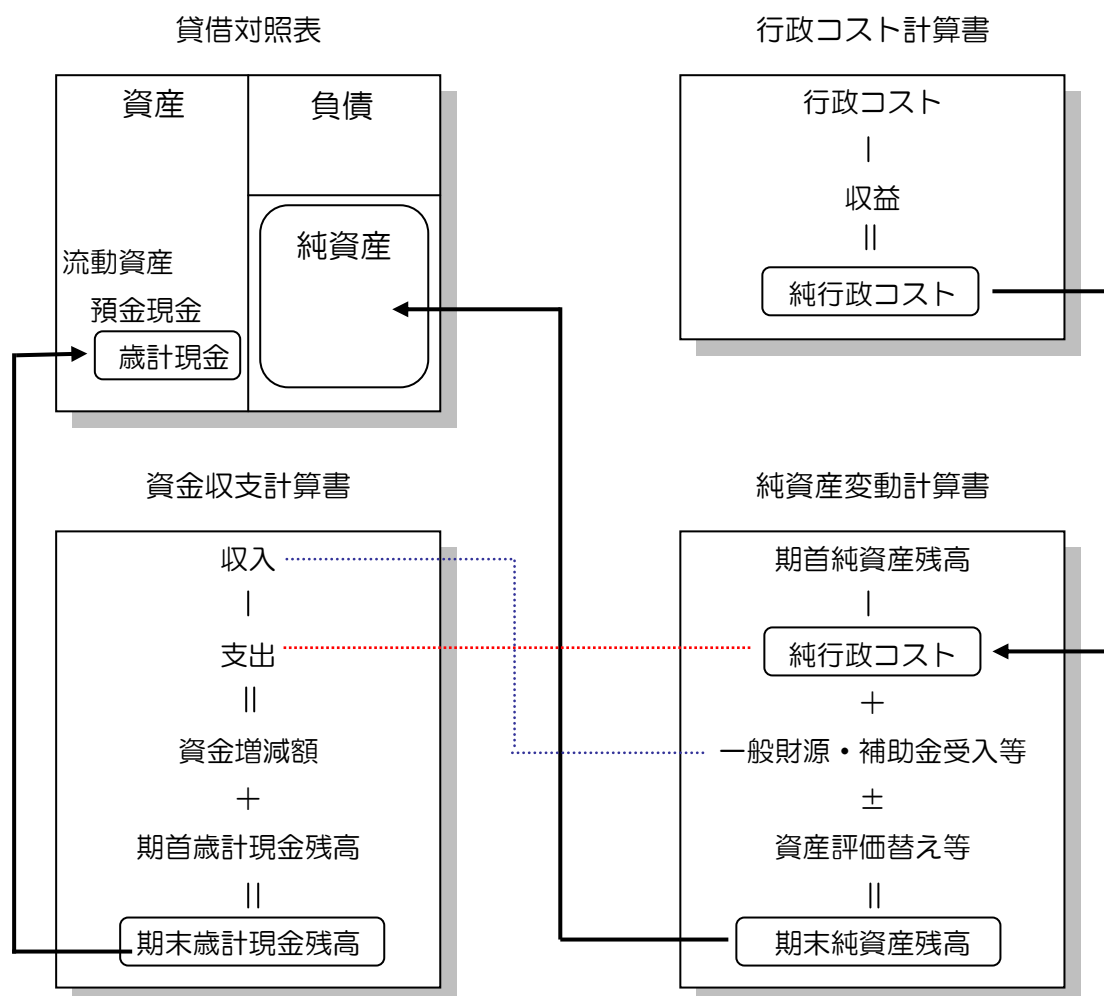 貸借対照表
資産
負債
純資産
流動資産
預金現金
歳計現金
行政コスト計算書
行政コスト
－
収益
＝
純行政コスト
資金収支計算書
収入
－
支出
＝
資金増減額
＋
期首歳計現金残高
＝
期末歳計現金残高
純資産変動計算書
期首純資産残高
－
純行政コスト
＋
一般財源・補助金受入等
±
資産評価替え等
＝
期末純資産残高